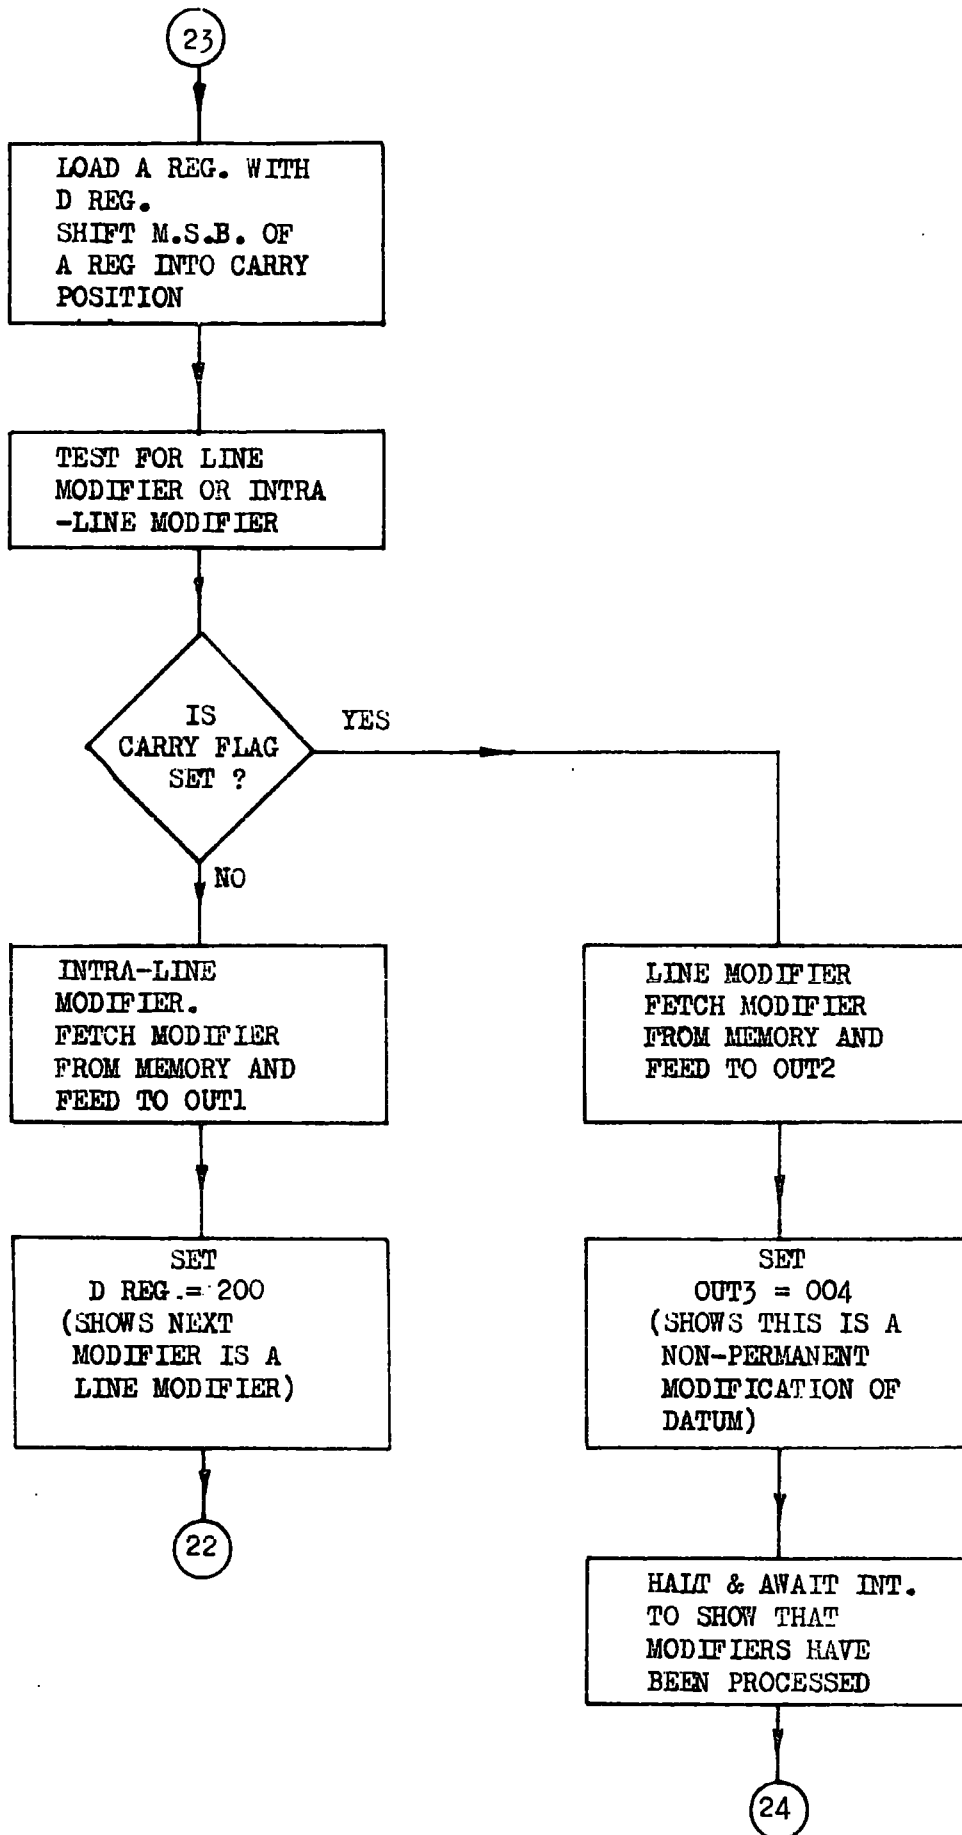 23
LOAD A REG. WITH
D REG.
SHIFT M.S.B. OF
A REG INTO CARRY
POSITION
TEST FOR LINE
MODIFIER OR INTRA
-LINE MODIFIER
IS
CARRY FLAG
SET ?
YES
NO
INTRA-LINE
MODIFIER.
FETCH MODIFIER
FROM MEMORY AND
FEED TO OUT1
SET
D REG.= 200
(SHOWS NEXT
MODIFIER IS A
LINE MODIFIER)
22
LINE MODIFIER
FETCH MODIFIER
FROM MEMORY AND
FEED TO OUT2
SET
OUT3 = 004
(SHOWS THIS IS A
NON-PERMANENT
MODIFICATION OF
DATUM)
HALT & AWAIT INT.
TO SHOW THAT
MODIFIERS HAVE
BEEN PROCESSED
24